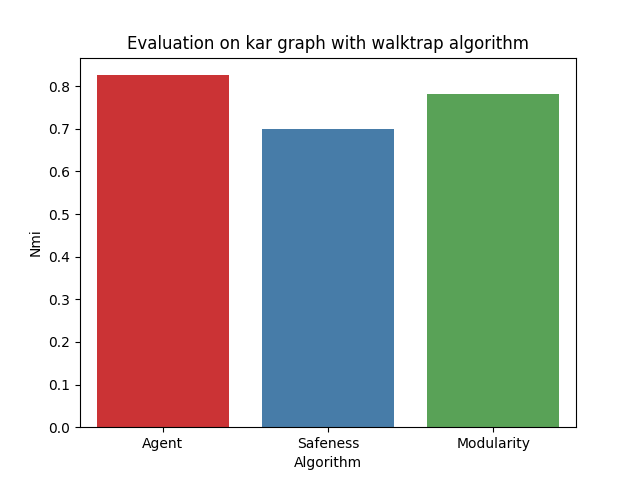 Evaluation on kar graph with walktrap algorithm
0.8
0.7
0.6
0.5
0.4
0.3
0.2
0.1
0.0
Nmi
Agent
Safeness
Modularity
Algorithm